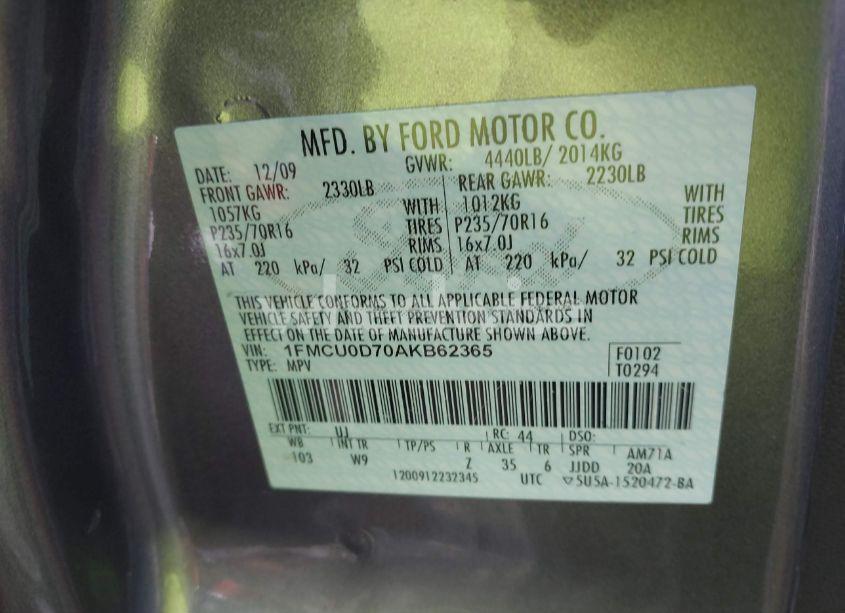 MFD. BY FORD MOTOR CO.
DATE: 12/09 GVWR: 4440LB/ 2014KG
FRONT GAWR: 2330LB REAR GAWR: 2230LB
1057KG WITH 1012KG WITH
P235/70R16 TIRES P235/70R16 TIRES
16x7.0J RIMS 16x7.0J RIMS
AT 220 kPa/ 32 PSI COLD AT 220 kPa/ 32 PSI COLD
THIS VEHICLE CONFORMS TO ALL APPLICABLE FEDERAL MOTOR
VEHICLE SAFETY AND THEFT PREVENTION STANDARDS IN
EFFECT ON THE DATE OF MANUFACTURE SHOWN ABOVE.
VIN: 1FMCU0D70AKB62365 F0102
TYPE: MPV T0294
EXT PNT: UJ RC: 44 DSO:
WB INT TR TP/PS R AXLE TR SPR AM71A
103 W9 Z 35 6 JJDD 20A
1200912232345 UTC ▽5U5A-1520472-BA